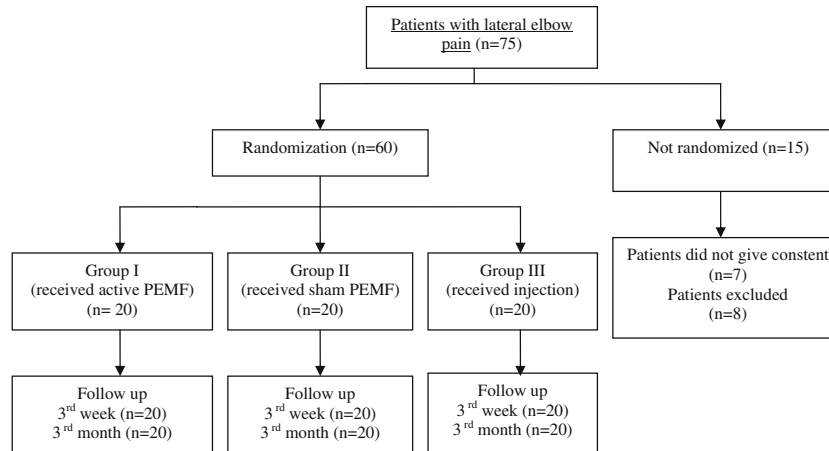 Patients with lateral elbow
pain (n=75)
Randomization (n=60)
Not randomized (n=15)
Group I
(received active PEMF)
(n= 20)
Group II
(received sham PEMF)
(n=20)
Group III
(received injection)
(n=20)
Patients did not give constent
(n=7)
Patients excluded
(n=8)
Follow up
3rd week (n=20)
3rd month (n=20)
Follow up
3rd week (n=20)
3rd month (n=20)
Follow up
3rd week (n=20)
3rd month (n=20)